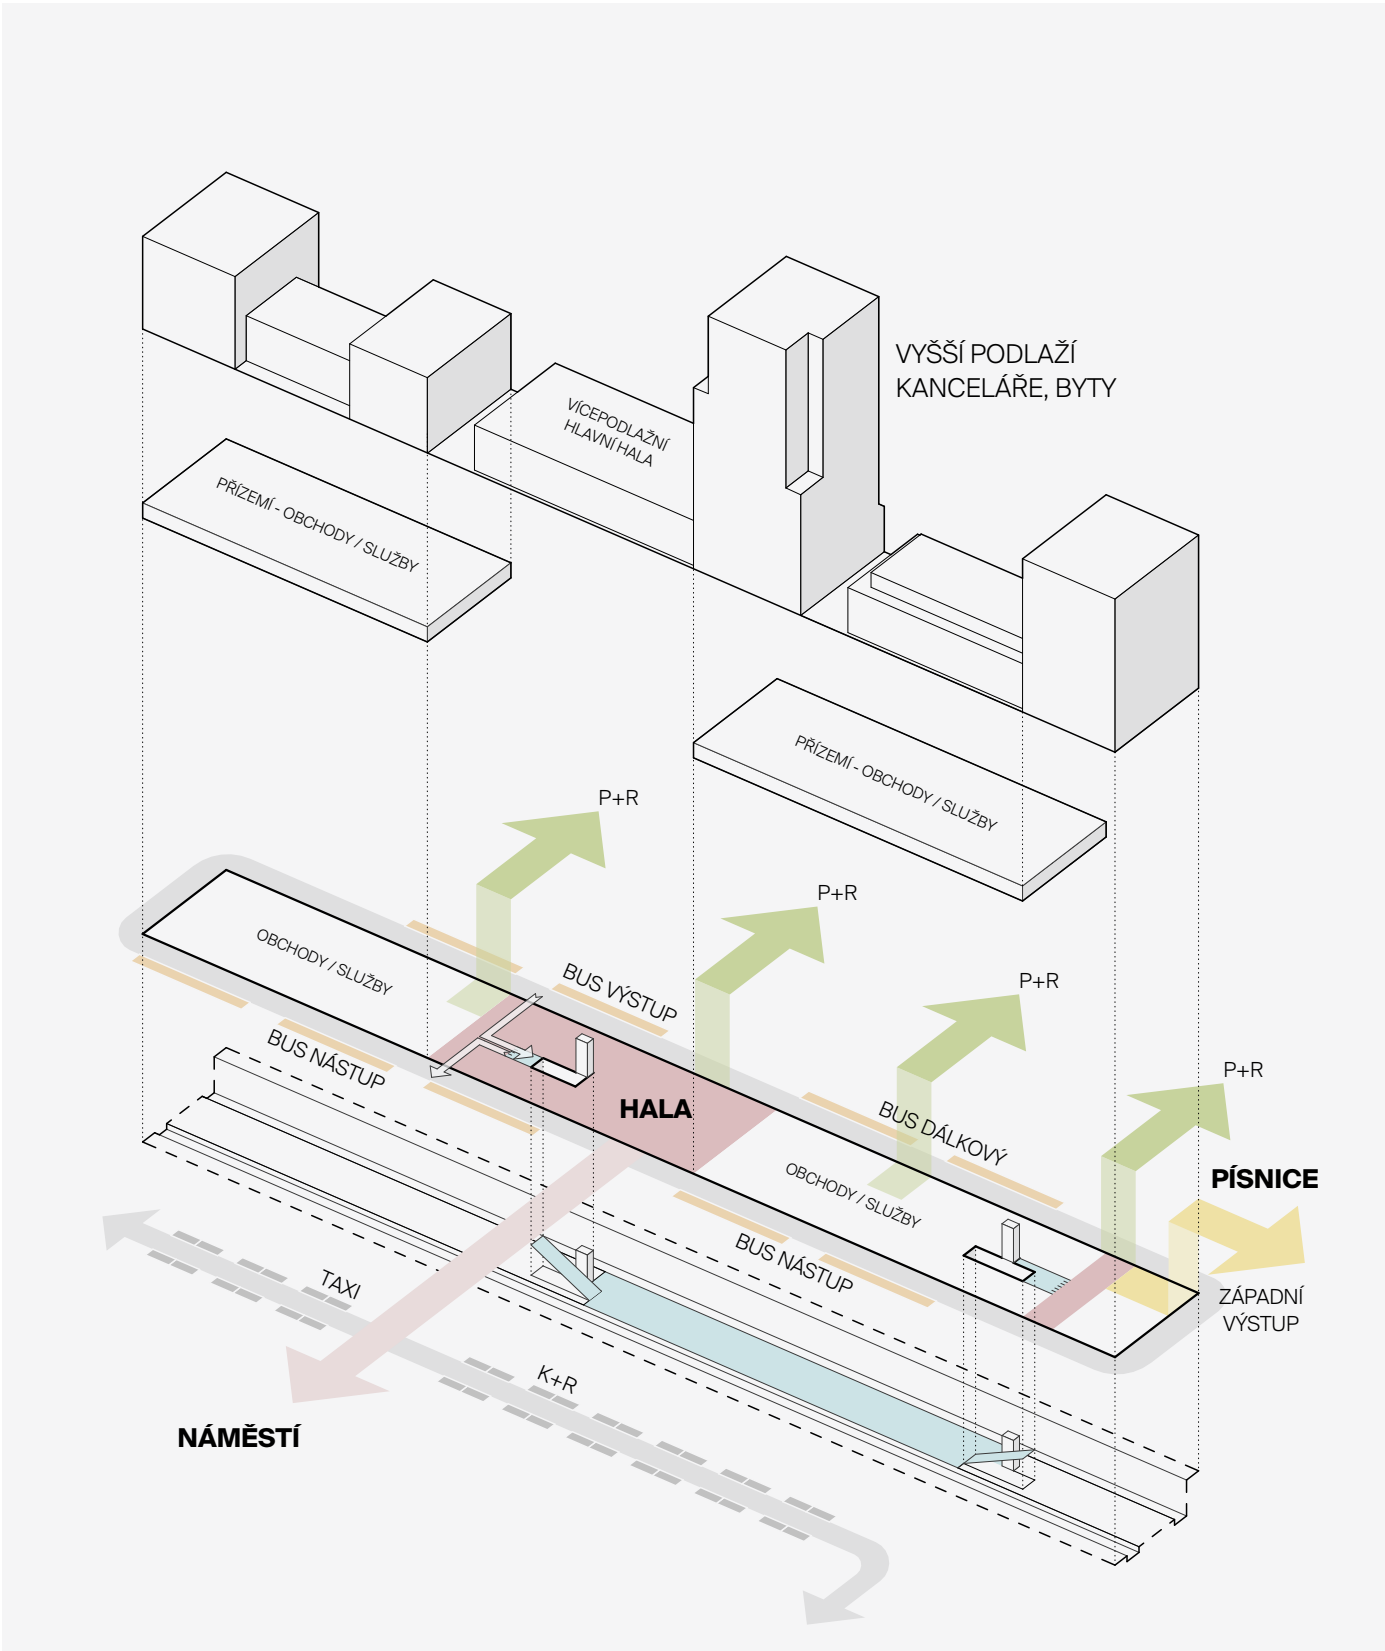 VYŠŠÍ PODLAŽÍ
KANCELÁŘE, BYTY
VÍCEPODLAŽNÍ
HLAVNÍ HALA
PŘÍZEMÍ - OBCHODY / SLUŽBY
PŘÍZEMÍ - OBCHODY / SLUŽBY
P+R
P+R
OBCHODY / SLUŽBY
BUS VÝSTUP
P+R
BUS NÁSTUP
P+R
HALA
BUS DÁLKOVÝ
OBCHODY / SLUŽBY
PÍSNICE
BUS NÁSTUP
TAXI
ZÁPADNÍ
VÝSTUP
K+R
NÁMĚSTÍ